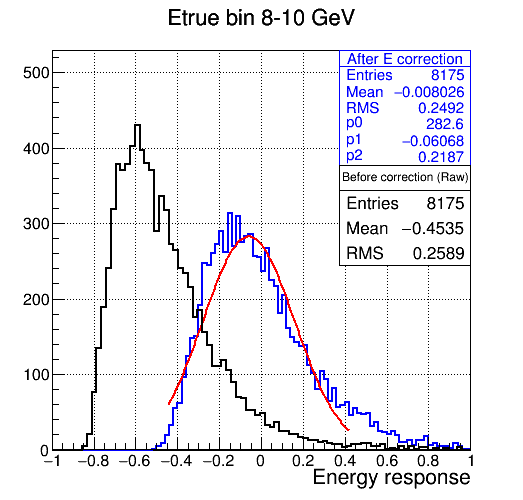 Etrue bin 8-10 GeV
After E correction
Entries 8175
Mean −0.008026
RMS 0.2492
p0 282.6
p1 −0.06068
p2 0.2187
Before correction (Raw)
Entries 8175
Mean −0.4535
RMS 0.2589
500
400
300
200
100
0
−1 −0.8 −0.6 −0.4 −0.2 0 0.2 0.4 0.6 0.8 1
Energy response